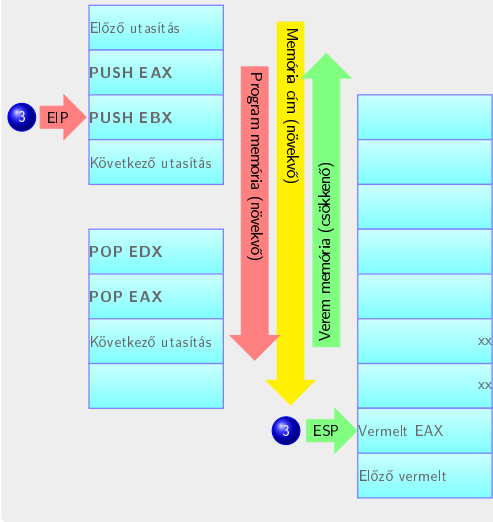 Előző utasítás
PUSH EAX
3 EIP PUSH EBX
Következő utasítás
POP EDX
POP EAX
Következő utasítás
Program memória (növekvő)
Memória cím (növekvő)
Verem memória (csökkenő)
xx
xx
3 ESP Vermelt EAX
Előző vermelt